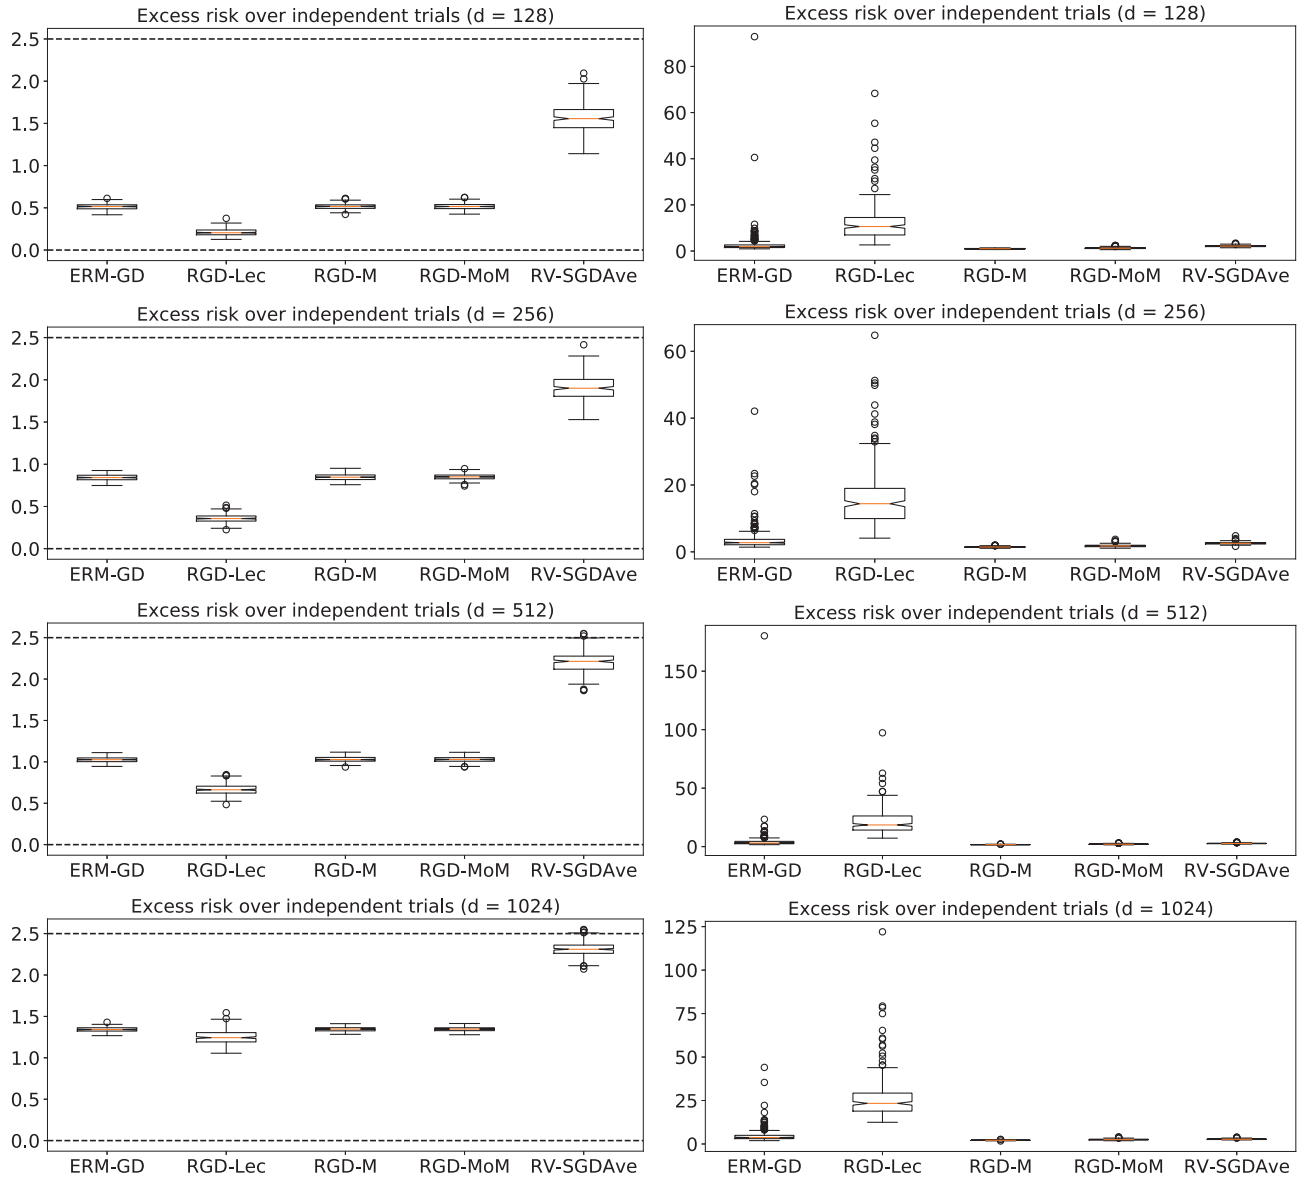 Excess risk over independent trials (d = 128)
2.5
2.0
1.5
1.0
0.5
0.0
ERM-GD RGD-Lec RGD-M RGD-MoM RV-SGDAve
Excess risk over independent trials (d = 128)
80
60
40
20
0
ERM-GD RGD-Lec RGD-M RGD-MoM RV-SGDAve
Excess risk over independent trials (d = 256)
2.5
2.0
1.5
1.0
0.5
0.0
ERM-GD RGD-Lec RGD-M RGD-MoM RV-SGDAve
Excess risk over independent trials (d = 256)
60
40
20
0
ERM-GD RGD-Lec RGD-M RGD-MoM RV-SGDAve
Excess risk over independent trials (d = 512)
2.5
2.0
1.5
1.0
0.5
0.0
ERM-GD RGD-Lec RGD-M RGD-MoM RV-SGDAve
Excess risk over independent trials (d = 512)
150
100
50
0
ERM-GD RGD-Lec RGD-M RGD-MoM RV-SGDAve
Excess risk over independent trials (d = 1024)
2.5
2.0
1.5
1.0
0.5
0.0
ERM-GD RGD-Lec RGD-M RGD-MoM RV-SGDAve
Excess risk over independent trials (d = 1024)
125
100
75
50
25
0
ERM-GD RGD-Lec RGD-M RGD-MoM RV-SGDAve